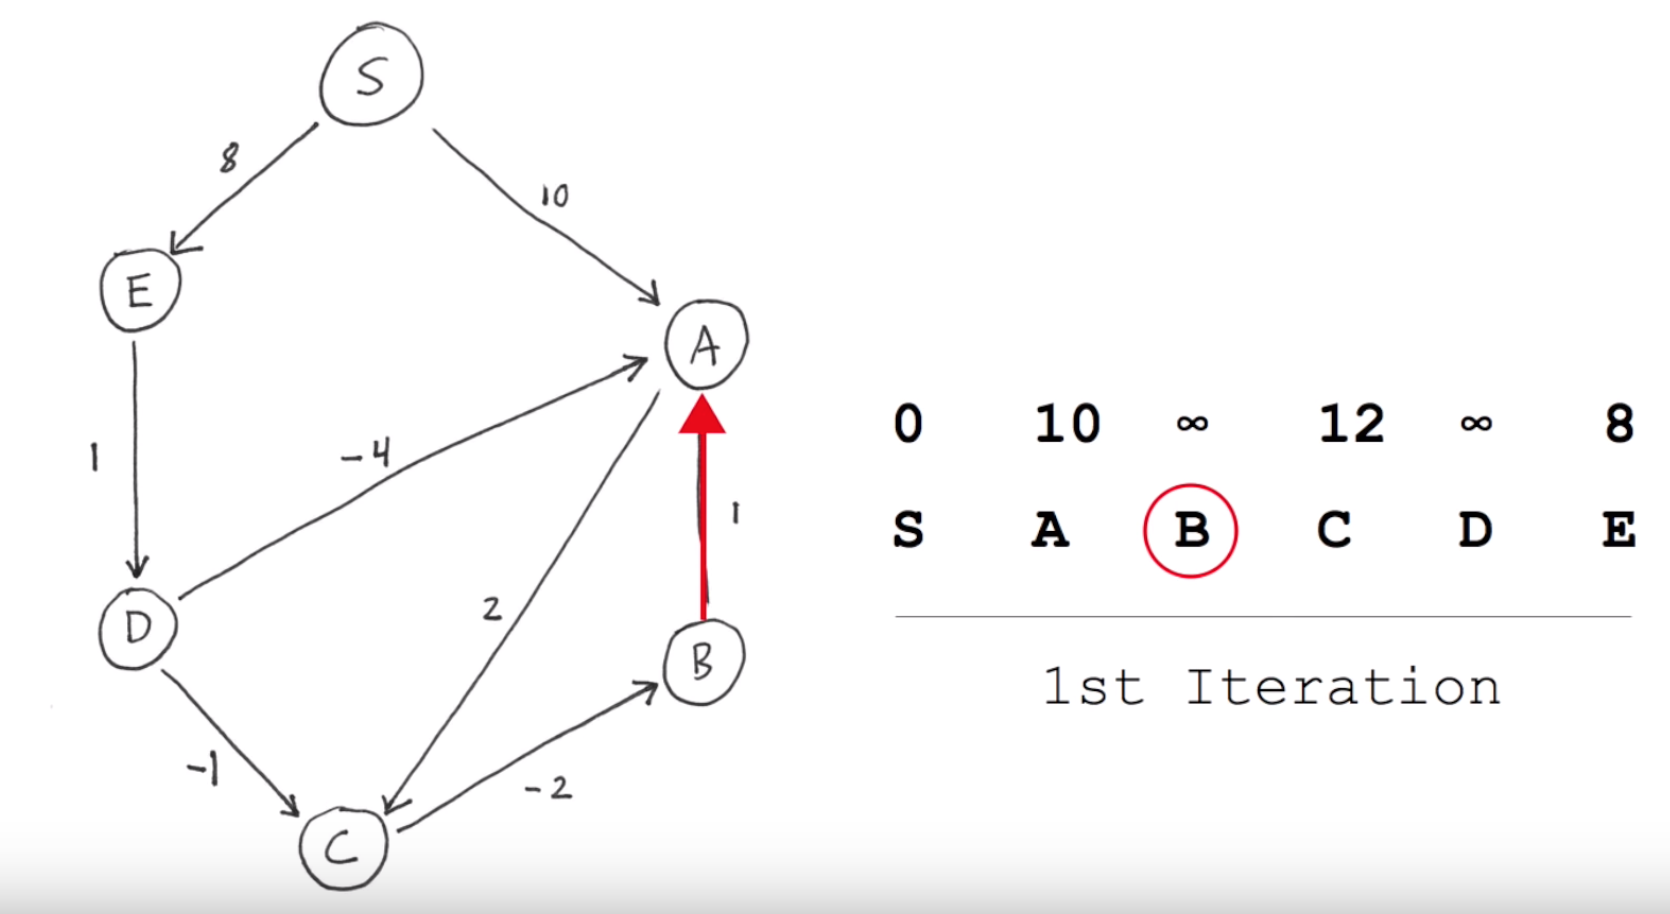 S
8
10
E
A
1
-4
1
2
D
B
-1
-2
C
0 10 ∞ 12 ∞ 8
S A B C D E
1st Iteration